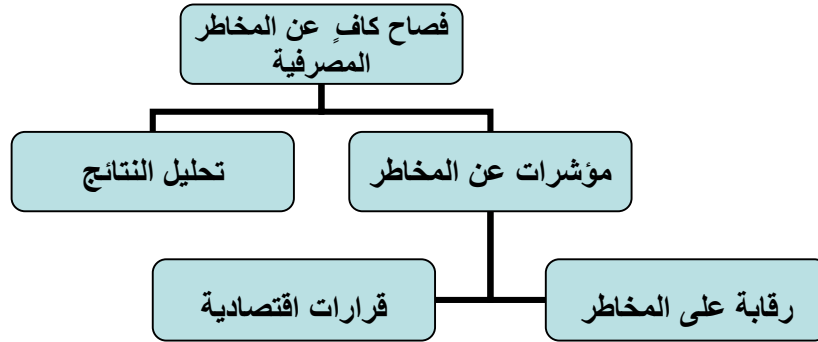 فصاح كافٍ عن المخاطر
المصرفية
مؤشرات عن المخاطر
تحليل النتائج
رقابة على المخاطر
قرارات اقتصادية